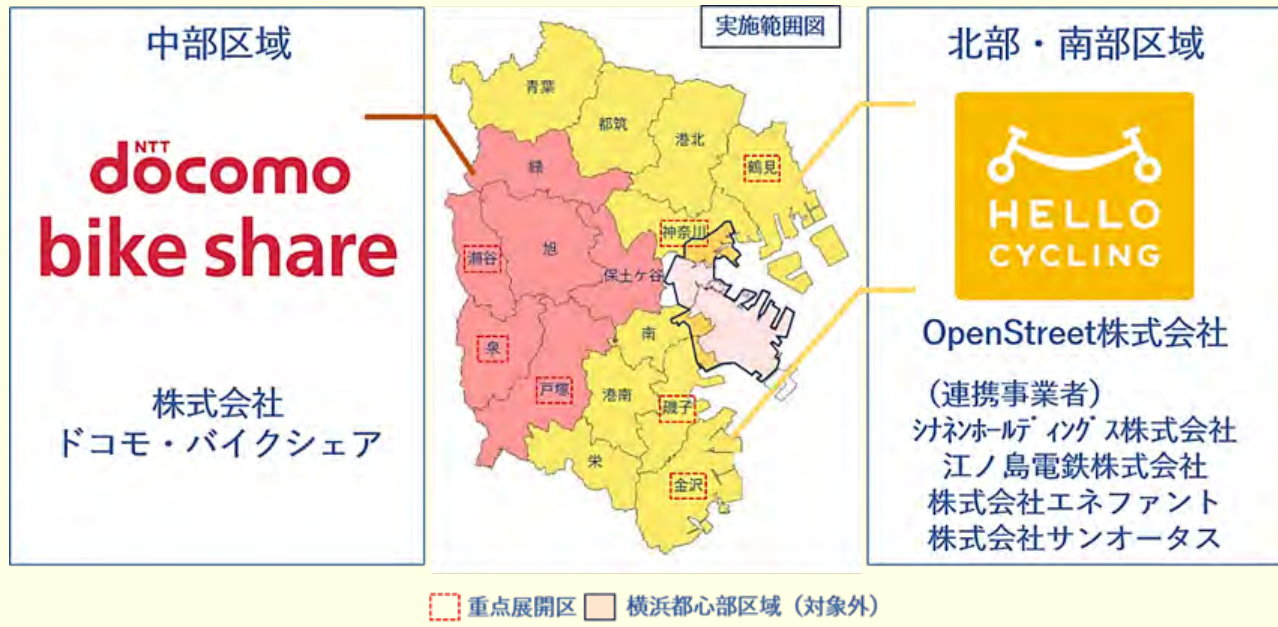 中部区域
NTT
döcomo
bike share
株式会社
ドコモ・バイクシェア
実施範囲図
青葉
都筑
港北
鶴見
緑
神奈川
旭
瀬谷
保土ケ谷
泉
南
戸塚
港南
磯子
栄
金沢
北部・南部区域
HELLO
CYCLING
OpenStreet株式会社
(連携事業者)
シナネンホールディングス株式会社
江ノ島電鉄株式会社
株式会社エネファント
株式会社サンオータス
重点展開区 横浜都心部区域(対象外)